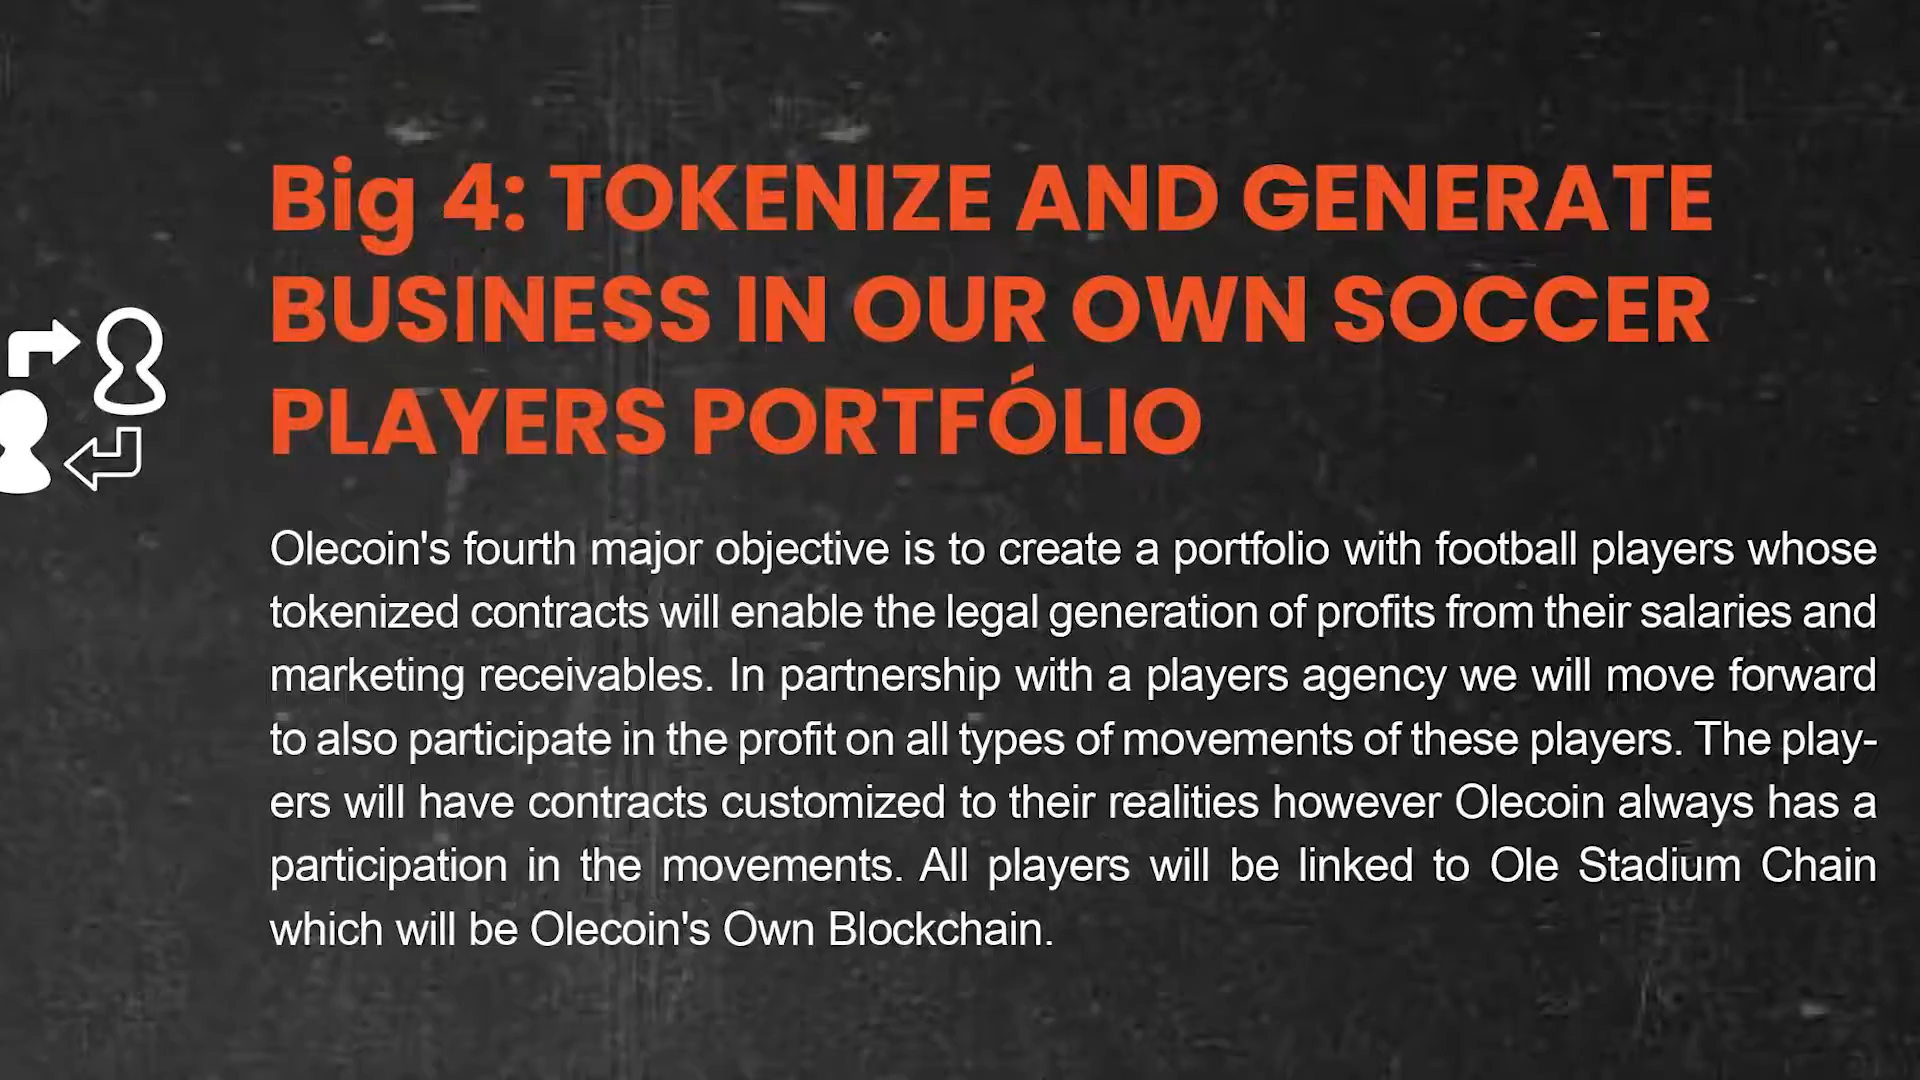 Big 4: TOKENIZE AND GENERATE
BUSINESS IN OUR OWN SOCCER
PLAYERS PORTFÓLIO
Olecoin's fourth major objective is to create a portfolio with football players whose
tokenized contracts will enable the legal generation of profits from their salaries and
marketing receivables. In partnership with a players agency we will move forward
to also participate in the profit on all types of movements of these players. The play-
ers will have contracts customized to their realities however Olecoin always has a
participation in the movements. All players will be linked to Ole Stadium Chain
which will be Olecoin's Own Blockchain.